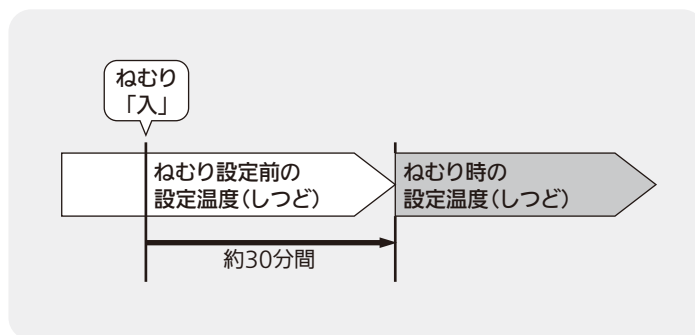 ねむり
「入」
ねむり設定前の
設定温度(しつど)
ねむり時の
設定温度(しつど)
約30分間